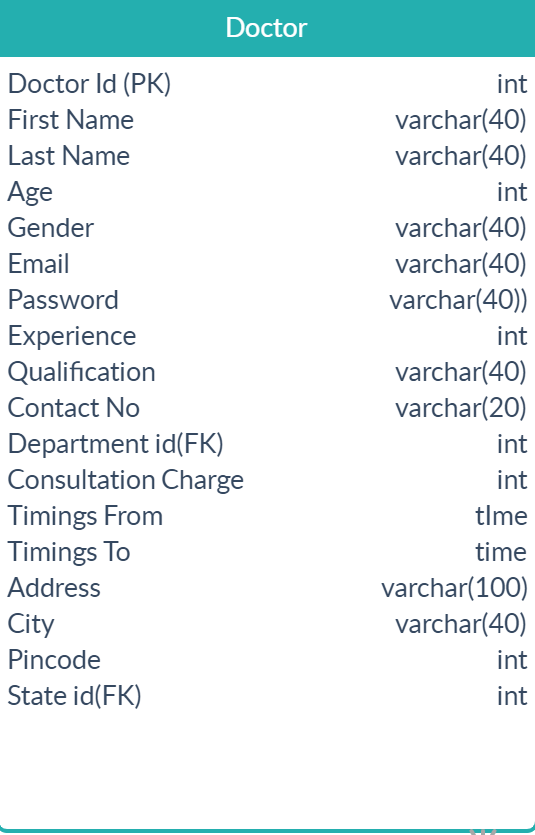 Doctor
Doctor Id (PK) int
First Name varchar(40)
Last Name varchar(40)
Age int
Gender varchar(40)
Email varchar(40)
Password varchar(40))
Experience int
Qualification varchar(40)
Contact No varchar(20)
Department id(FK) int
Consultation Charge int
Timings From tIme
Timings To time
Address varchar(100)
City varchar(40)
Pincode int
State id(FK) int